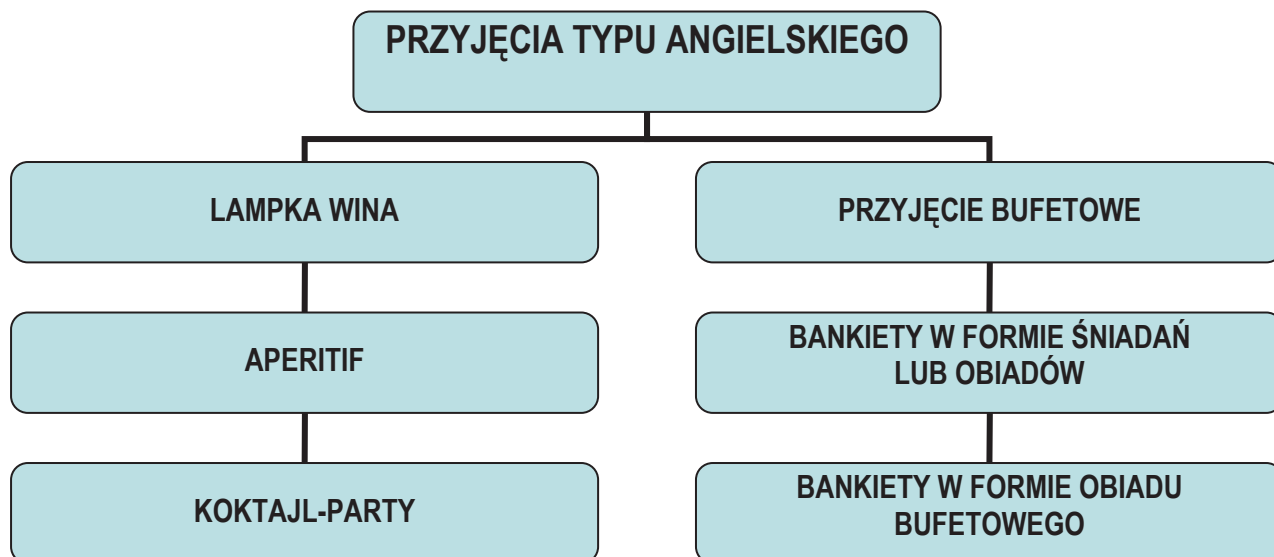 PRZYJĘCIA TYPU ANGIELSKIEGO
LAMPKA WINA
PRZYJĘCIE BUFETOWE
APERITIF
BANKIETY W FORMIE ŚNIADAŃ
LUB OBIADÓW
KOKTAJL-PARTY
BANKIETY W FORMIE OBIADU
BUFETOWEGO